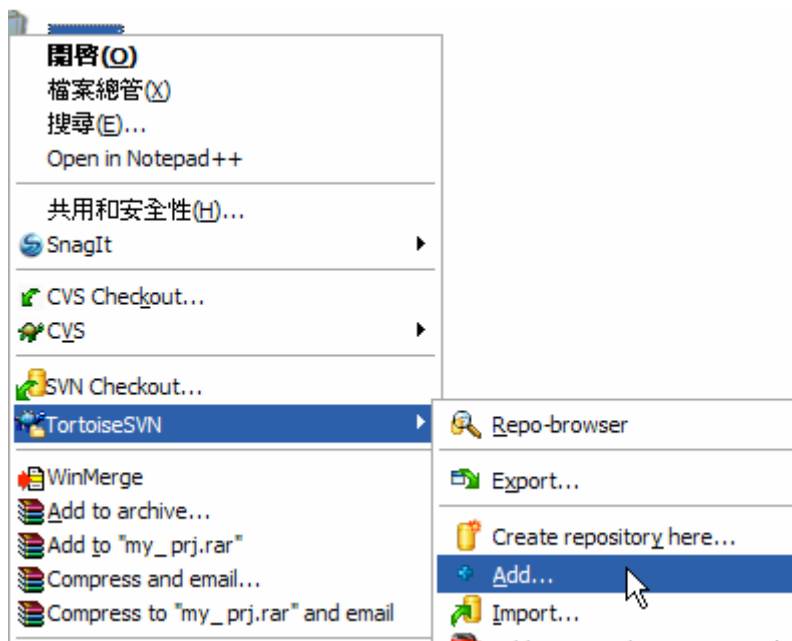 開啓(O)
檔案總管(X)
搜尋(E)...
Open in Notepad++
共用和安全性(H)...
SnagIt
CVS Checkout...
CVS
SVN Checkout...
TortoiseSVN
WinMerge
Add to archive...
Add to "my_prj.rar"
Compress and email...
Compress to "my_prj.rar" and email
Repo-browser
Export...
Create repository here...
Add...
Import...